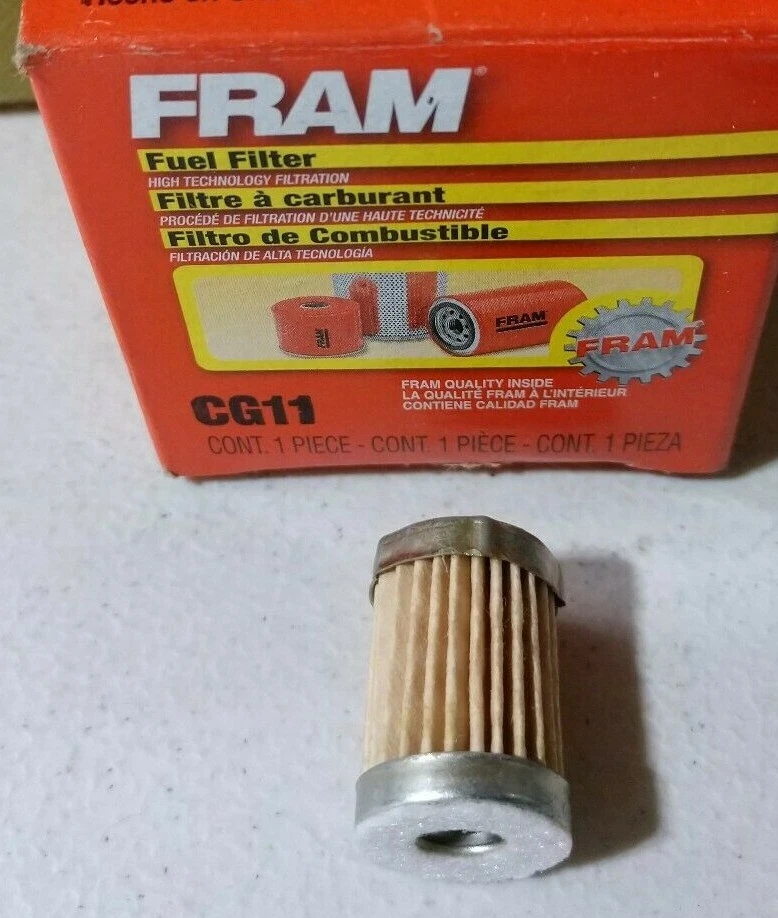 FRAM®
Fuel Filter
HIGH TECHNOLOGY FILTRATION
Filtre à carburant
PROCÉDÉ DE FILTRATION D'UNE HAUTE TECHNICITÉ
Filtro de Combustible
FILTRACIÓN DE ALTA TECNOLOGÍA
FRAM
FRAM
FRAM
CG11
FRAM QUALITY INSIDE
LA QUALITÉ FRAM À L'INTÉRIEUR
CONTIENE CALIDAD FRAM
CONT. 1 PIECE - CONT. 1 PIÈCE - CONT. 1 PIEZA